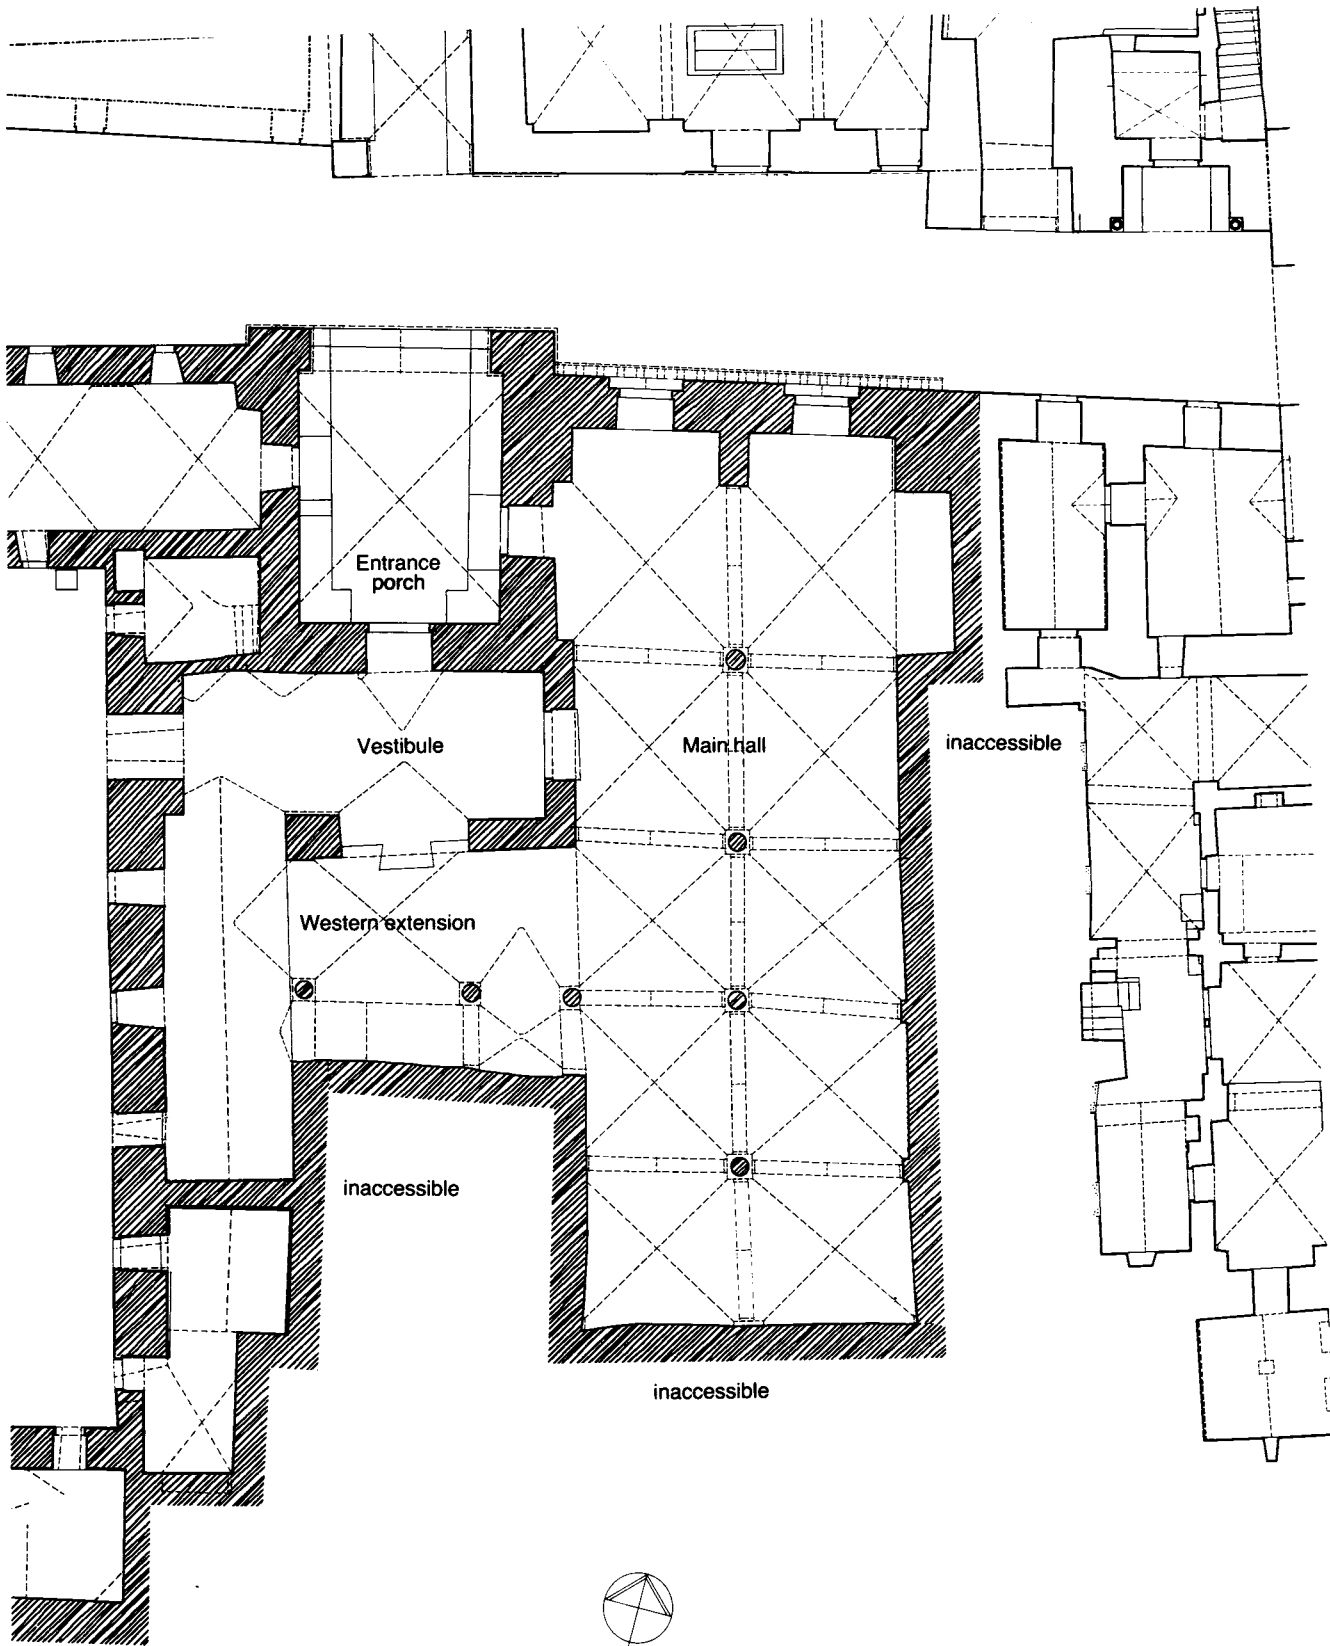 Entrance
porch
Vestibule
Main hall
inaccessible
Western extension
inaccessible
inaccessible